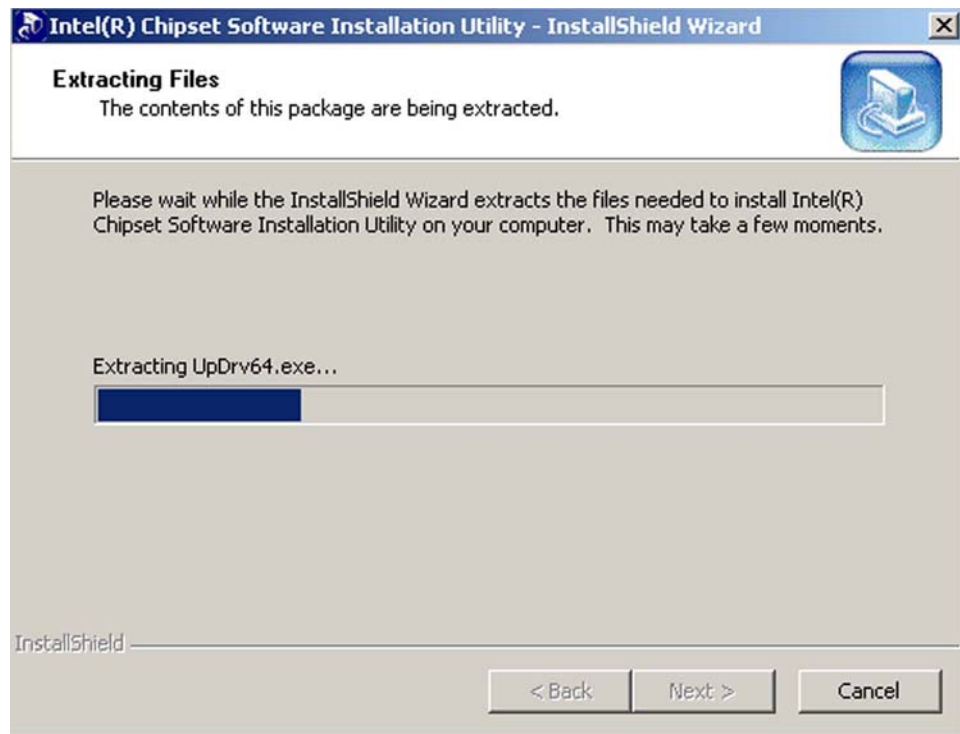 Intel(R) Chipset Software Installation Utility - InstallShield Wizard
Extracting Files
The contents of this package are being extracted.
Please wait while the InstallShield Wizard extracts the files needed to install Intel(R)
Chipset Software Installation Utility on your computer.  This may take a few moments.
Extracting UpDrv64.exe...
InstallShield
< Back
Next >
Cancel